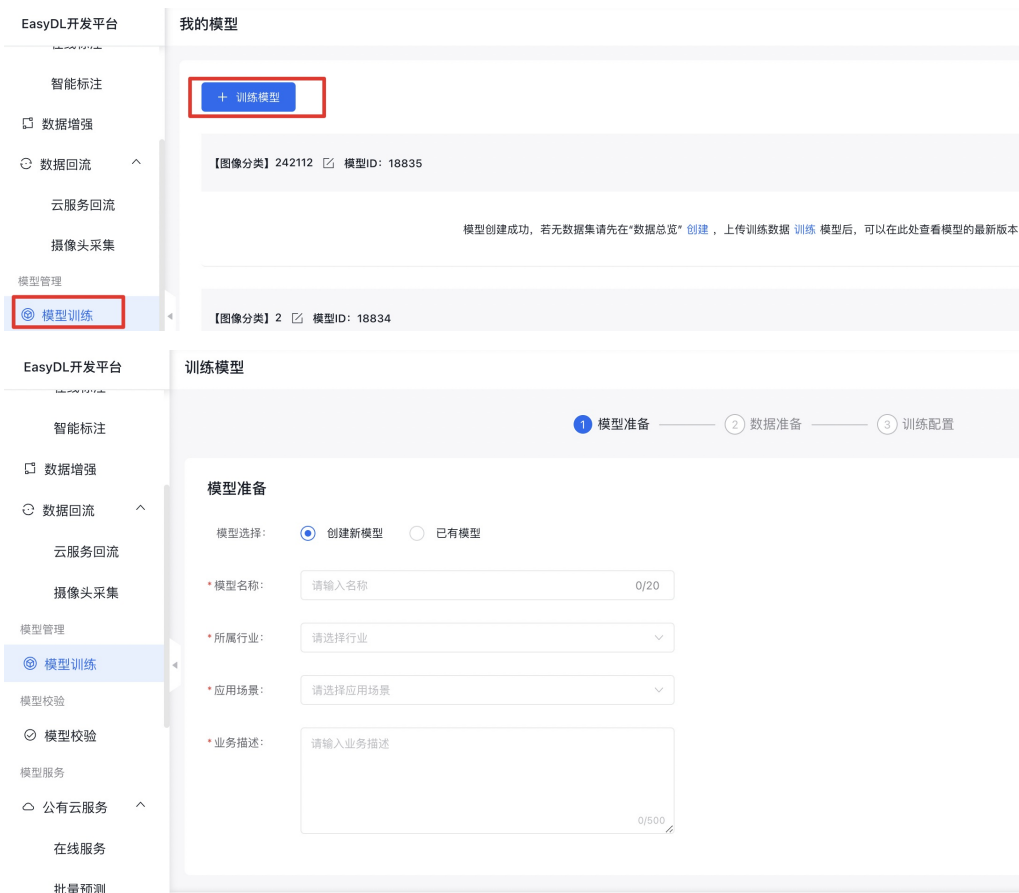 EasyDL开发平台
我的模型
智能标注
+ 训练模型
数据增强
数据回流
【图像分类】242112 模型ID：18835
云服务回流
模型创建成功，若无数据集请先在“数据总览” 创建 ，上传训练数据 训练 模型后，可以在此处查看模型的最新版本
摄像头采集
模型管理
模型训练
【图像分类】2 模型ID：18834
EasyDL开发平台
训练模型
智能标注
1 模型准备
2 数据准备
3 训练配置
数据增强
模型准备
数据回流
模型选择：
创建新模型
已有模型
云服务回流
*模型名称：
请输入名称
0/20
摄像头采集
模型管理
*所属行业：
请选择行业
模型训练
*应用场景：
请选择应用场景
模型校验
模型校验
*业务描述：
请输入业务描述
0/500
模型服务
公有云服务
在线服务
批量预测